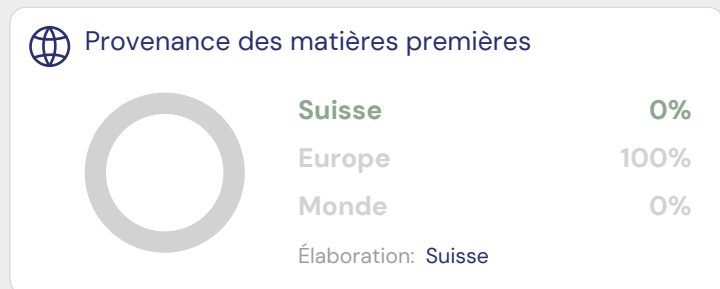 Provenance des matières premières
Suisse 0%
Europe 100%
Monde 0%
Élaboration: Suisse